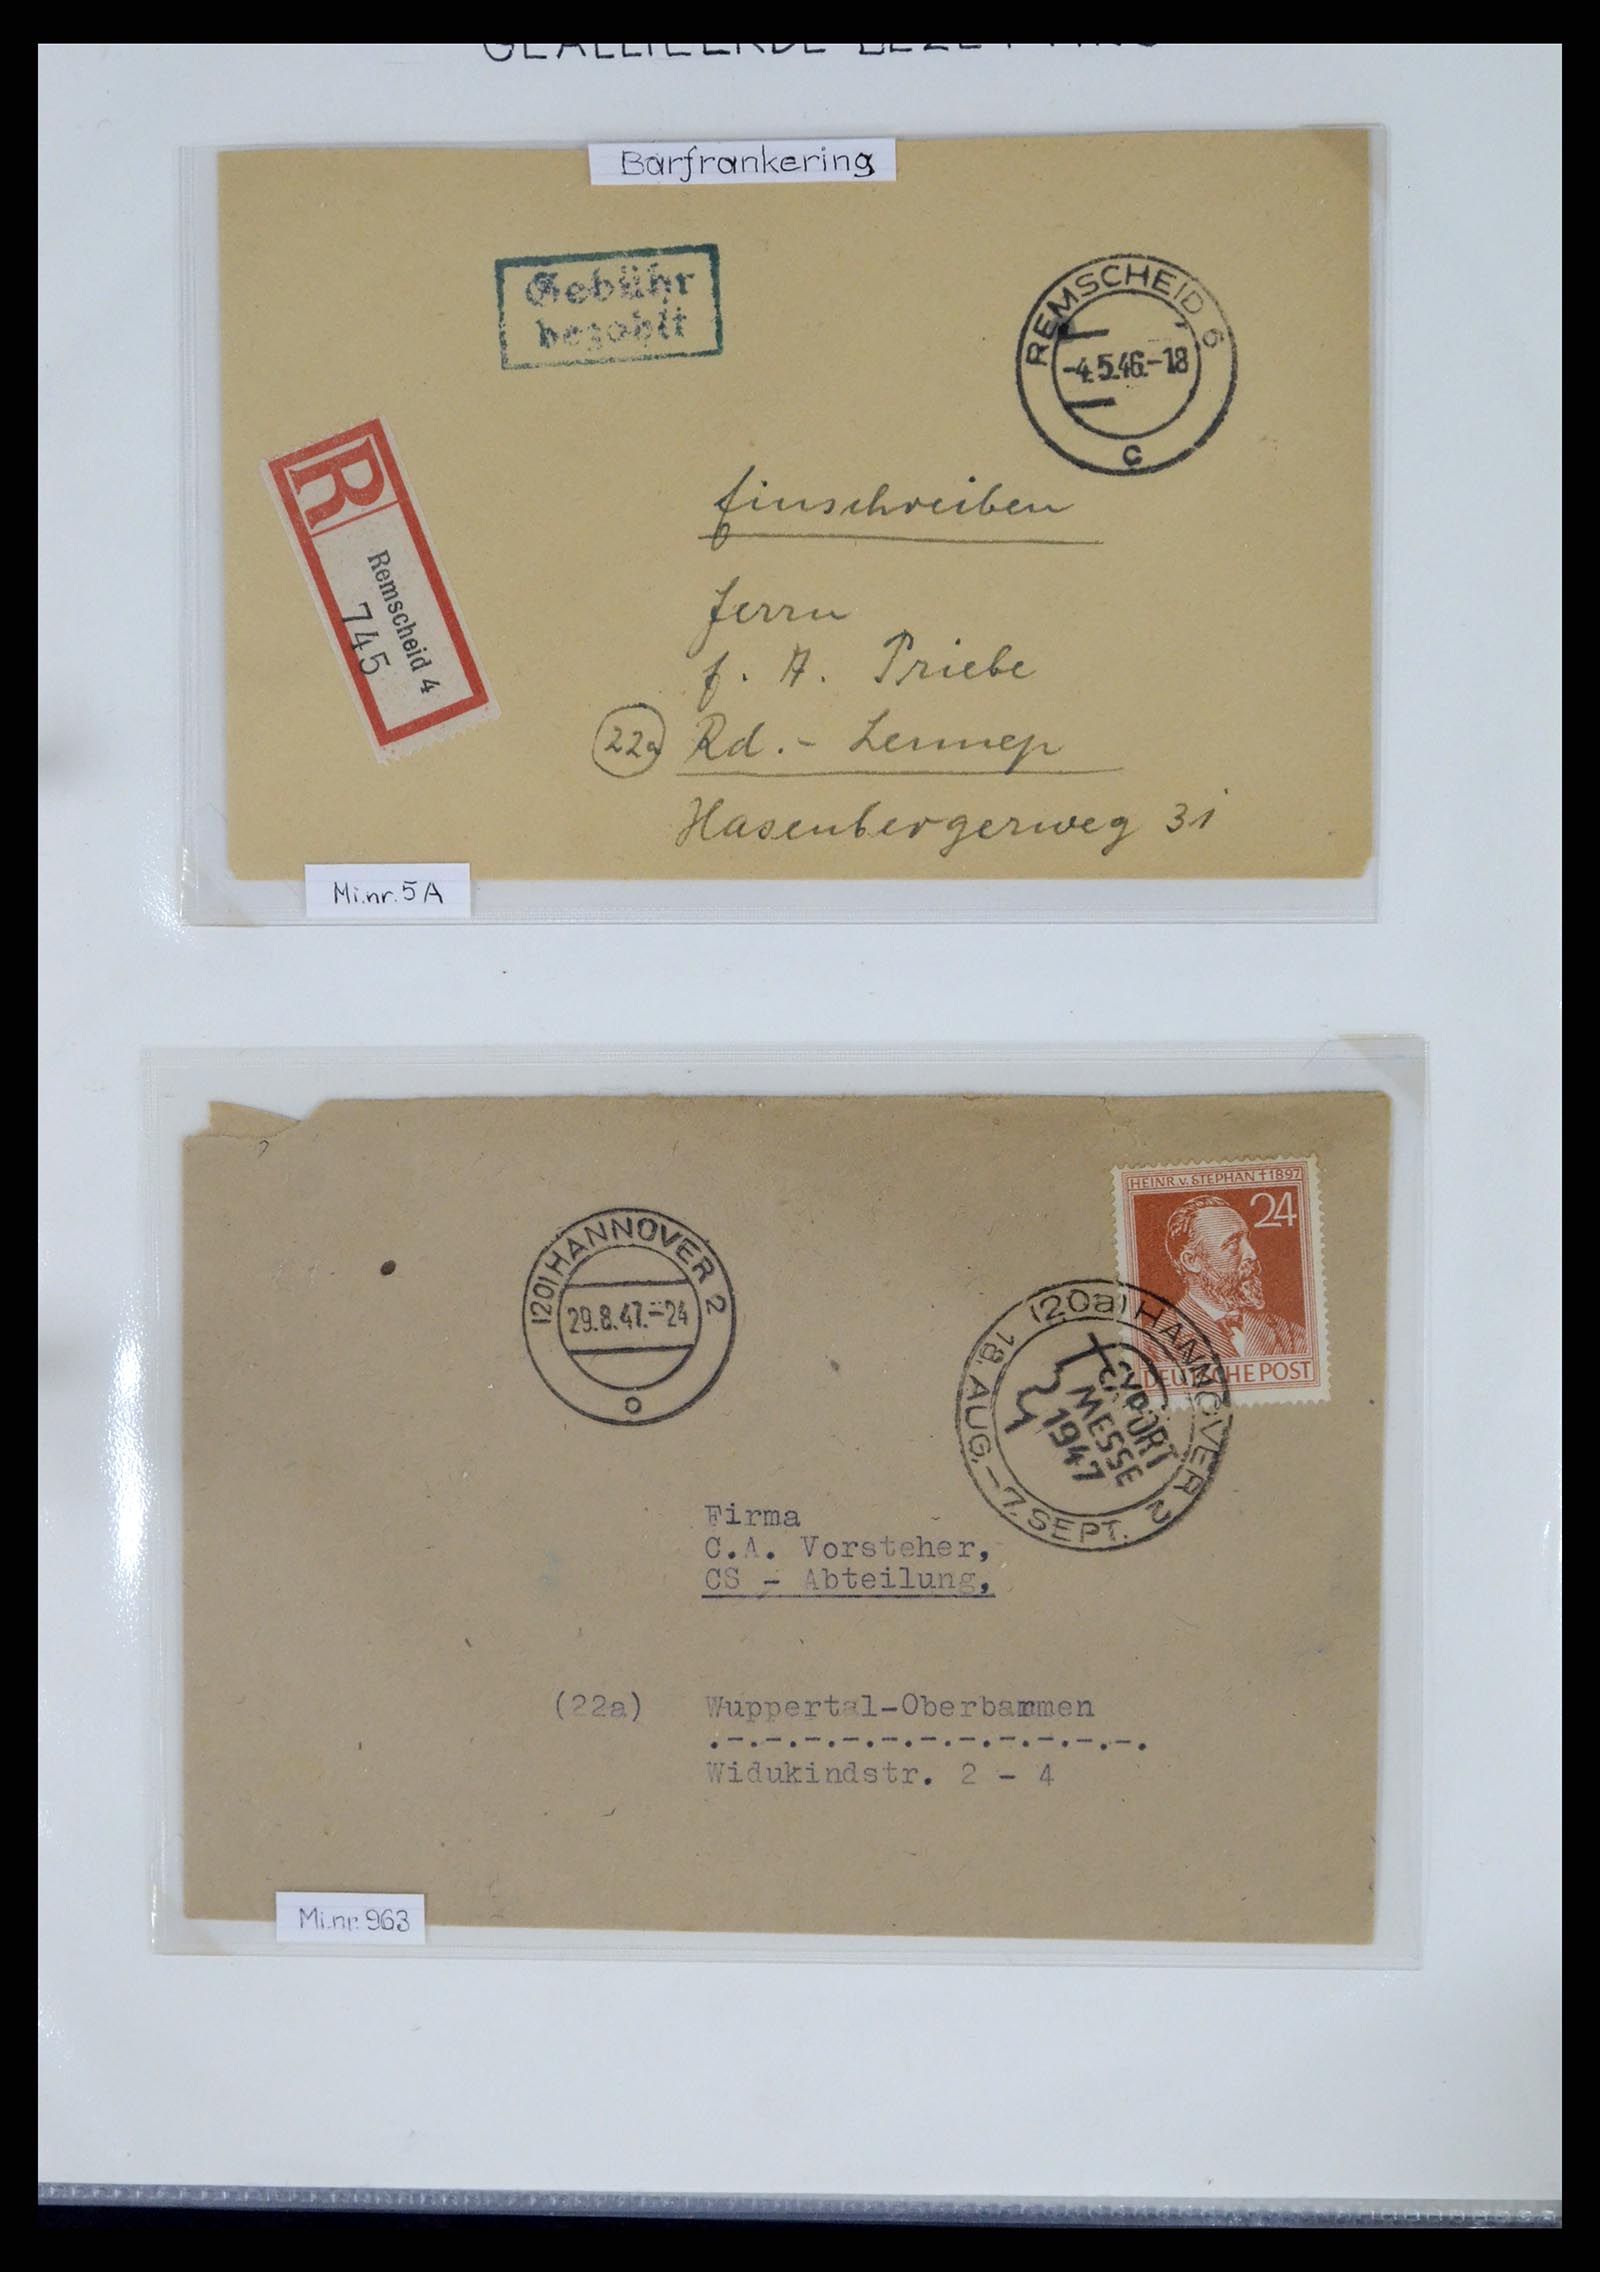 GEALLIEERDE BEZETTING
Barfrankering
Gebühr
bezahlt
REMSCHEID 6
-4.5.46.-18
c
R
Remscheid 4
745
Einschreiben
Herrn
F. A. Priebe
22a Rd.- Lennep
Hasenbergerweg 31
Mi.nr. 5A
HEINR. v. STEPHAN † 1897
24
DEUTSCHE POST
(20) HANNOVER 2
29.8.47.-24
o
(20a) HANNOVER 2
18. AUG. - 7. SEPT.
EXPORT
MESSE
1947
Firma
C.A. Vorsteher,
CS - Abteilung,
(22a) Wuppertal-Oberbarmen
.-.-.-.-.-.-.-.-.-.-.-.
Widukindstr. 2 - 4
Mi.nr. 963